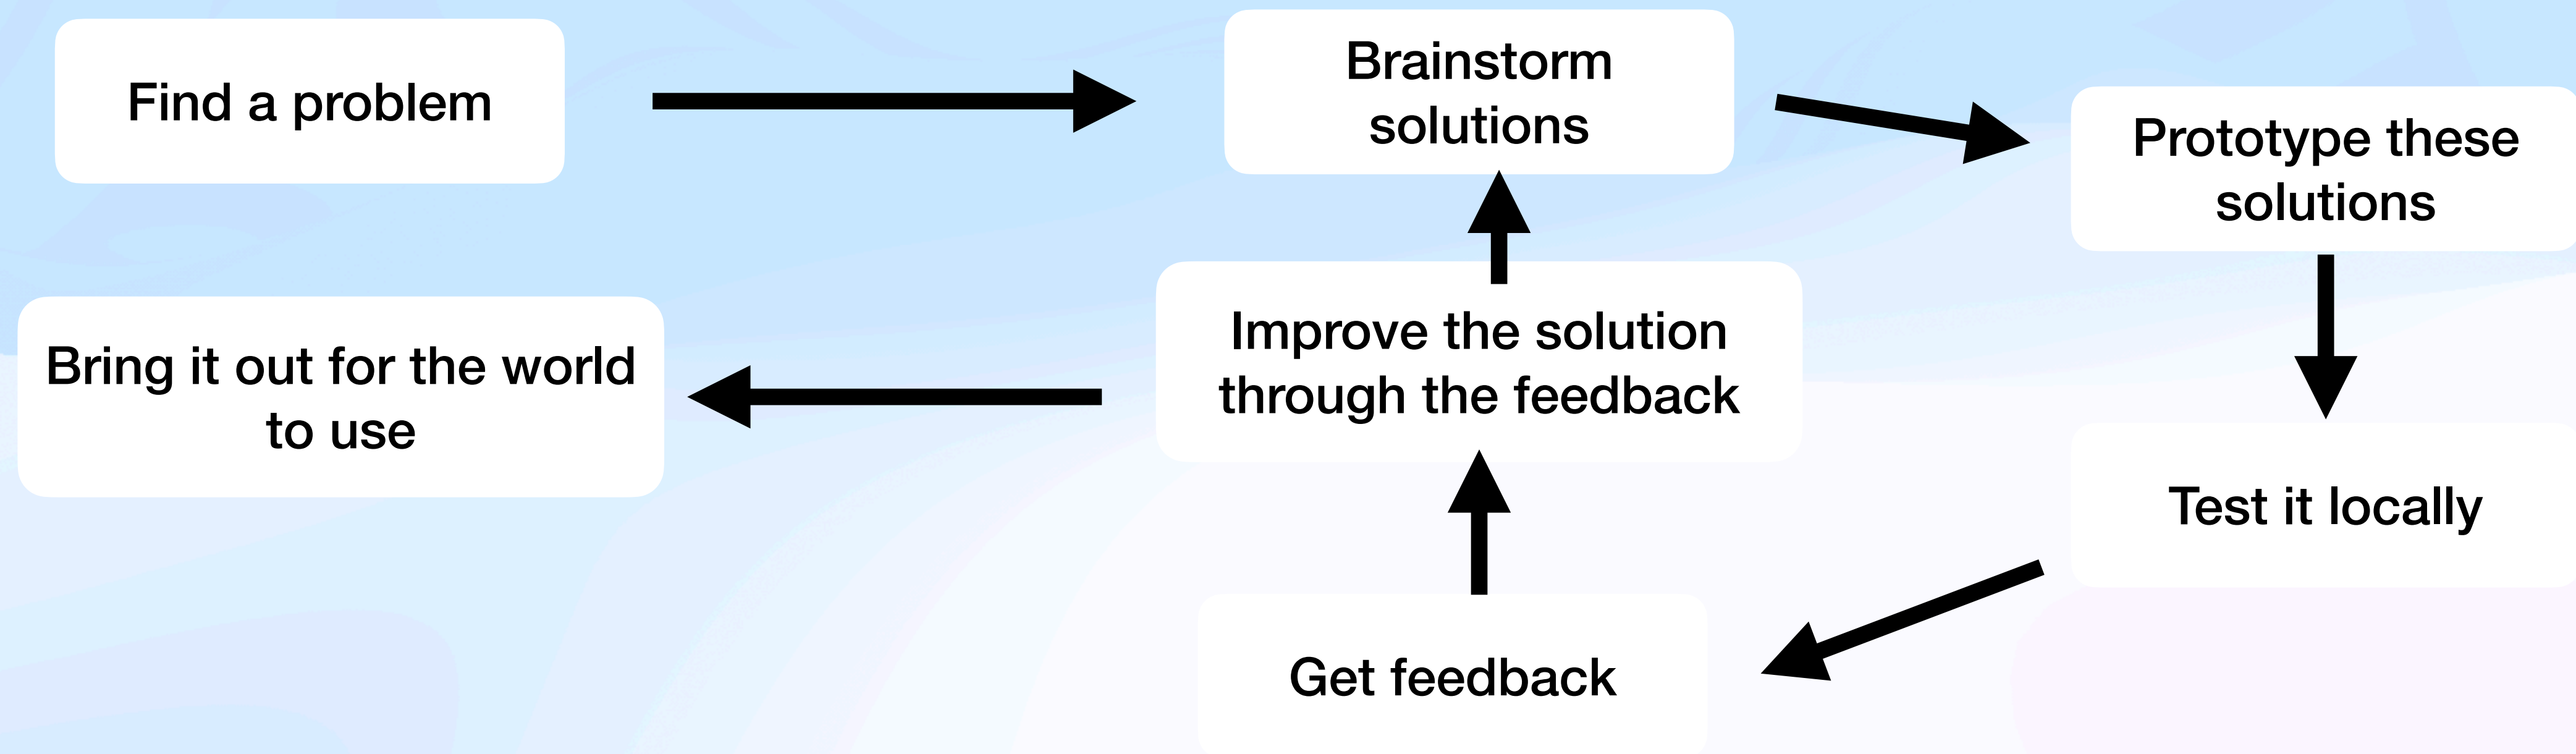 Find a problem
Brainstorm
solutions
Prototype these
solutions
Test it locally
Get feedback
Improve the solution
through the feedback
Bring it out for the world
to use